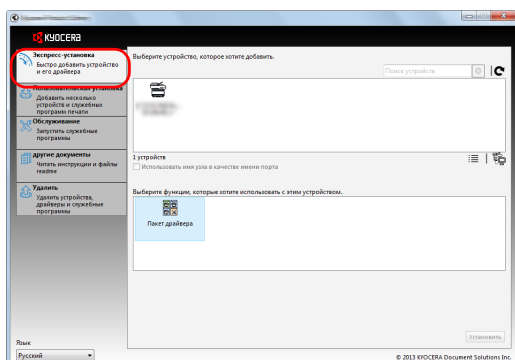 KYOCERA
Экспресс-установка
Быстро добавить устройство
и его драйвера
Пользовательская установка
Добавить несколько
устройств и служебных
программ печати
Обслуживание
Запустить служебные
программы
другие документы
Читать инструкции и файлы
readme
Удалить
Удалить устройства,
драйверы и служебные
программы
Язык
Русский
Выберите устройство, которое хотите добавить.
Поиск устройств
1 устройств
Использовать имя узла в качестве имени порта
Выберите функции, которые хотите использовать с этим устройством.
Пакет драйвера
Установить
© 2013 KYOCERA Document Solutions Inc.